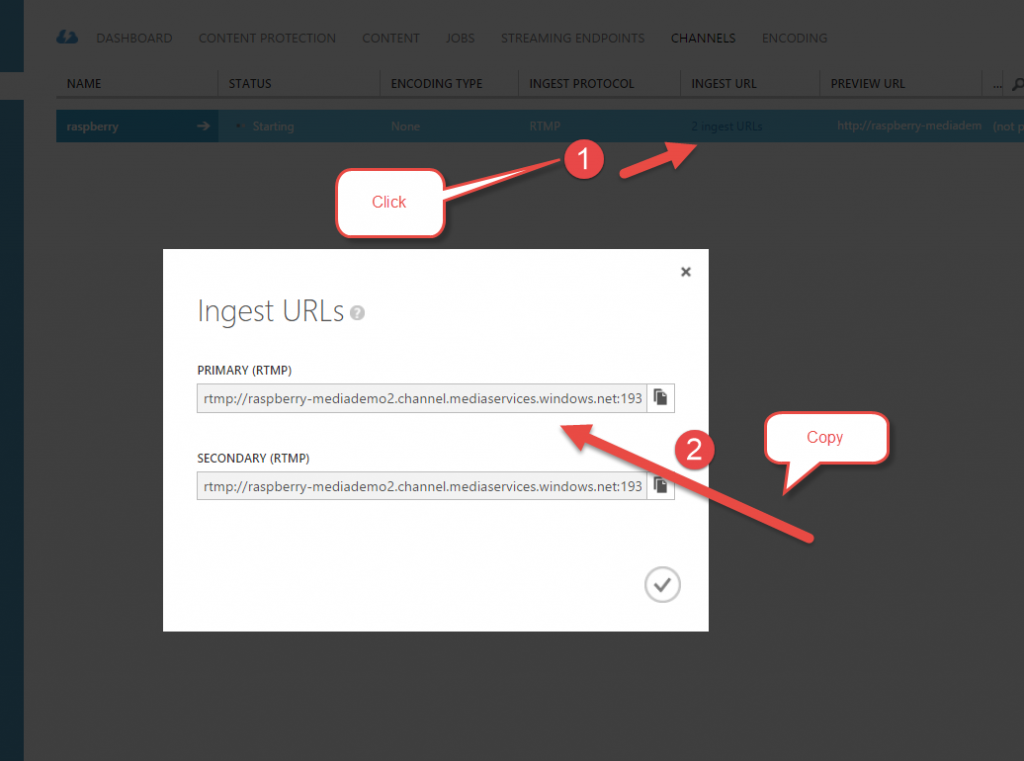 DASHBOARD CONTENT PROTECTION CONTENT JOBS STREAMING ENDPOINTS CHANNELS ENCODING
NAME STATUS ENCODING TYPE INGEST PROTOCOL INGEST URL PREVIEW URL ...
raspberry Starting None RTMP 2 Ingest URLs http://raspberry-mediadem (not p
1
Click
Ingest URLs ?
PRIMARY (RTMP)
rtmp://raspberry-mediademo2.channel.mediaservices.windows.net:193
2
Copy
SECONDARY (RTMP)
rtmp://raspberry-mediademo2.channel.mediaservices.windows.net:193